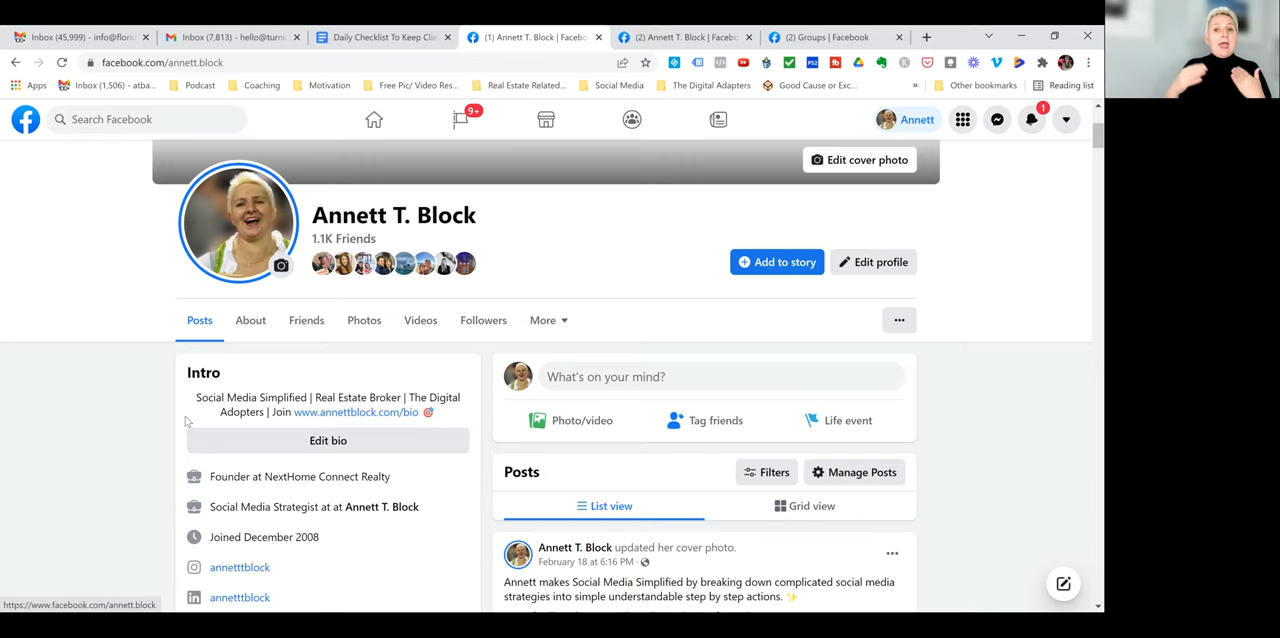 Inbox (45,999) - info@flori
Inbox (7,813) - hello@turnk
Daily Checklist To Keep Clie
(1) Annett T. Block | Facebo
(2) Annett T. Block | Facebo
(2) Groups | Facebook
facebook.com/annett.block
Apps
Inbox (1,506) - atba...
Podcast
Coaching
Motivation
Free Pic/ Video Res...
Real Estate Related...
Social Media
The Digital Adapters
Good Cause or Exc...
»
Other bookmarks
Reading list
Search Facebook
9+
Annett
1
Edit cover photo
Annett T. Block
1.1K Friends
Add to story
Edit profile
Posts
About
Friends
Photos
Videos
Followers
More
Intro
Social Media Simplified | Real Estate Broker | The Digital
Adopters | Join www.annettblock.com/bio
Edit bio
Founder at NextHome Connect Realty
Social Media Strategist at at Annett T. Block
Joined December 2008
annetttblock
annetttblock
What's on your mind?
Photo/video
Tag friends
Life event
Posts
Filters
Manage Posts
List view
Grid view
Annett T. Block updated her cover photo.
February 18 at 6:16 PM ·
Annett makes Social Media Simplified by breaking down complicated social media
strategies into simple understandable step by step actions.
https://www.facebook.com/annett.block